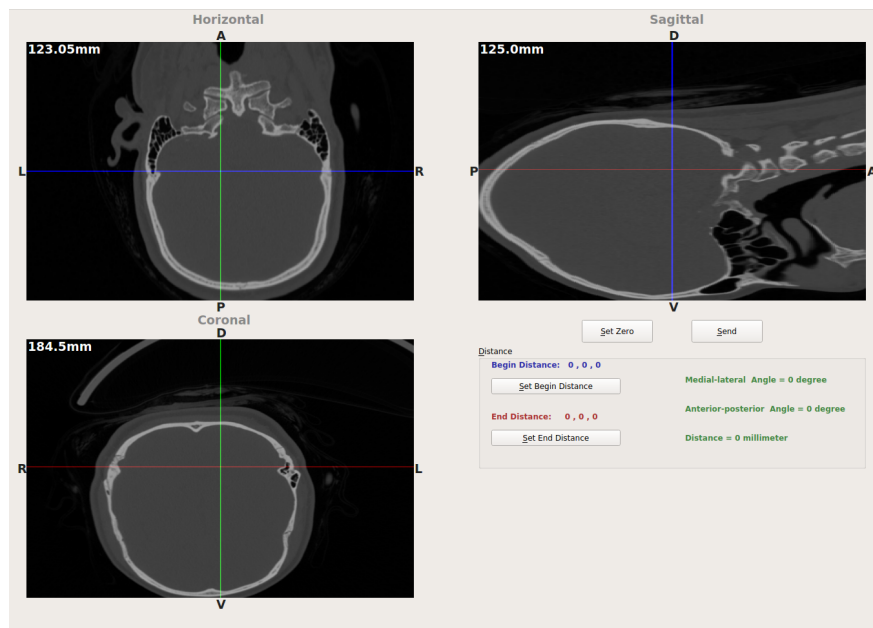 Horizontal
A
123.05mm
L
R
P
Sagittal
D
125.0mm
P
A
V
Coronal
D
184.5mm
R
L
V
Set Zero
Send
Distance
Begin Distance: 0 , 0 , 0
Set Begin Distance
End Distance: 0 , 0 , 0
Set End Distance
Medial-lateral Angle = 0 degree
Anterior-posterior Angle = 0 degree
Distance = 0 millimeter